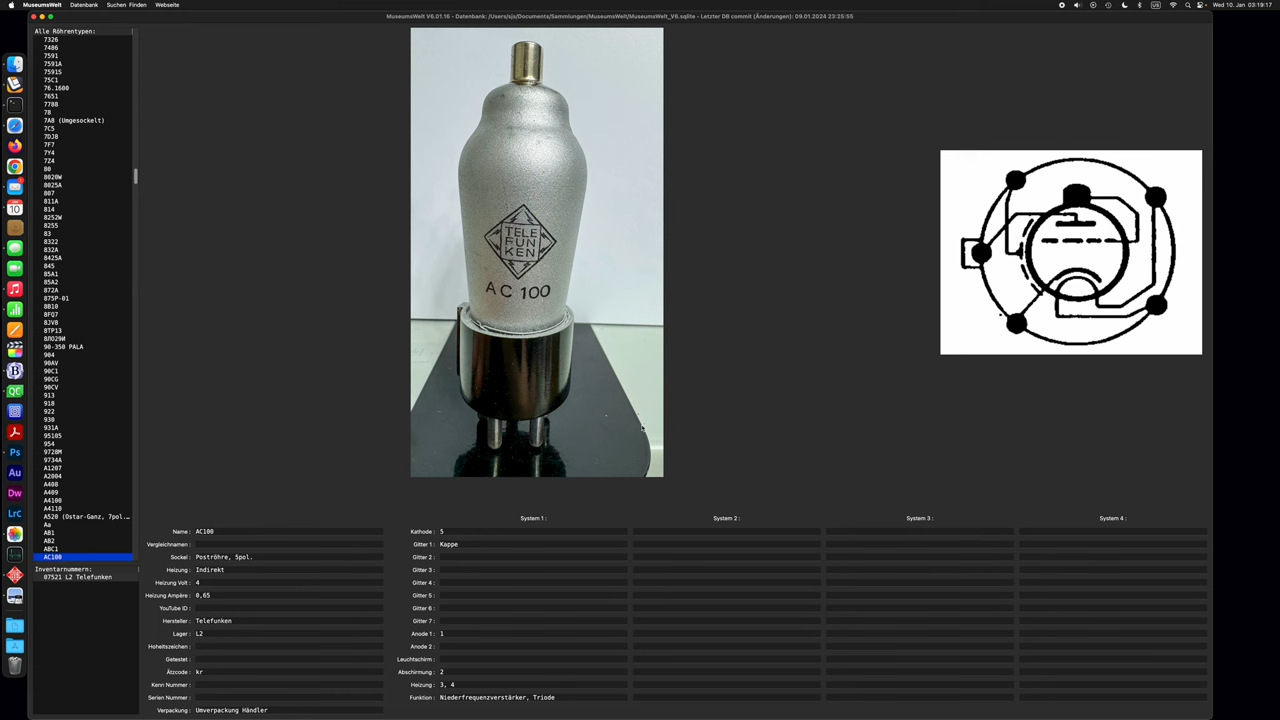 MuseumsWelt Datenbank Suchen Finden Webseite
US
Wed 10. Jan 03:19:17
MuseumsWelt V6.01.16 - Datenbank: /Users/sjs/Documents/Sammlungen/MuseumsWelt/MuseumsWelt_V6.sqlite - Letzter DB commit (Änderungen): 09.01.2024 23:25:55
Alle Röhrentypen:
7326
7486
7591
7591A
7591S
75C1
76.1600
7651
7788
78
7A8 (Umgesockelt)
7C5
7DJ8
7F7
7Y4
7Z4
80
8020W
8025A
807
811A
814
8252W
8255
83
8322
832A
8425A
845
85A1
85A2
872A
875P-01
8B10
8FQ7
8JV8
8TP13
8ЛО29И
90-350 PALA
904
90AV
90C1
90CG
90CV
913
918
922
930
931A
95105
954
9728M
9734A
A1207
A2004
A408
A409
A4100
A4110
A520 (Ostar-Ganz, 7pol...
Aa
AB1
AB2
ABC1
AC100
Inventarnummern:
07521 L2 Telefunken
TELE
FUN
KEN
AC 100
Name : AC100
Vergleichnamen :
Sockel : Poströhre, 5pol.
Heizung : Indirekt
Heizung Volt : 4
Heizung Ampère : 0,65
YouTube ID :
Hersteller : Telefunken
Lager : L2
Hoheitszeichen :
Getestet :
Ätzcode : kr
Kenn Nummer :
Serien Nummer :
Verpackung : Umverpackung Händler
System 1 : System 2 : System 3 : System 4 :
Kathode : 5
Gitter 1 : Kappe
Gitter 2 :
Gitter 3 :
Gitter 4 :
Gitter 5 :
Gitter 6 :
Gitter 7 :
Anode 1 : 1
Anode 2 :
Leuchtschirm :
Abschirmung : 2
Heizung : 3, 4
Funktion : Niederfrequenzverstärker, Triode
10
QC
Ps
Au
Dw
LrC